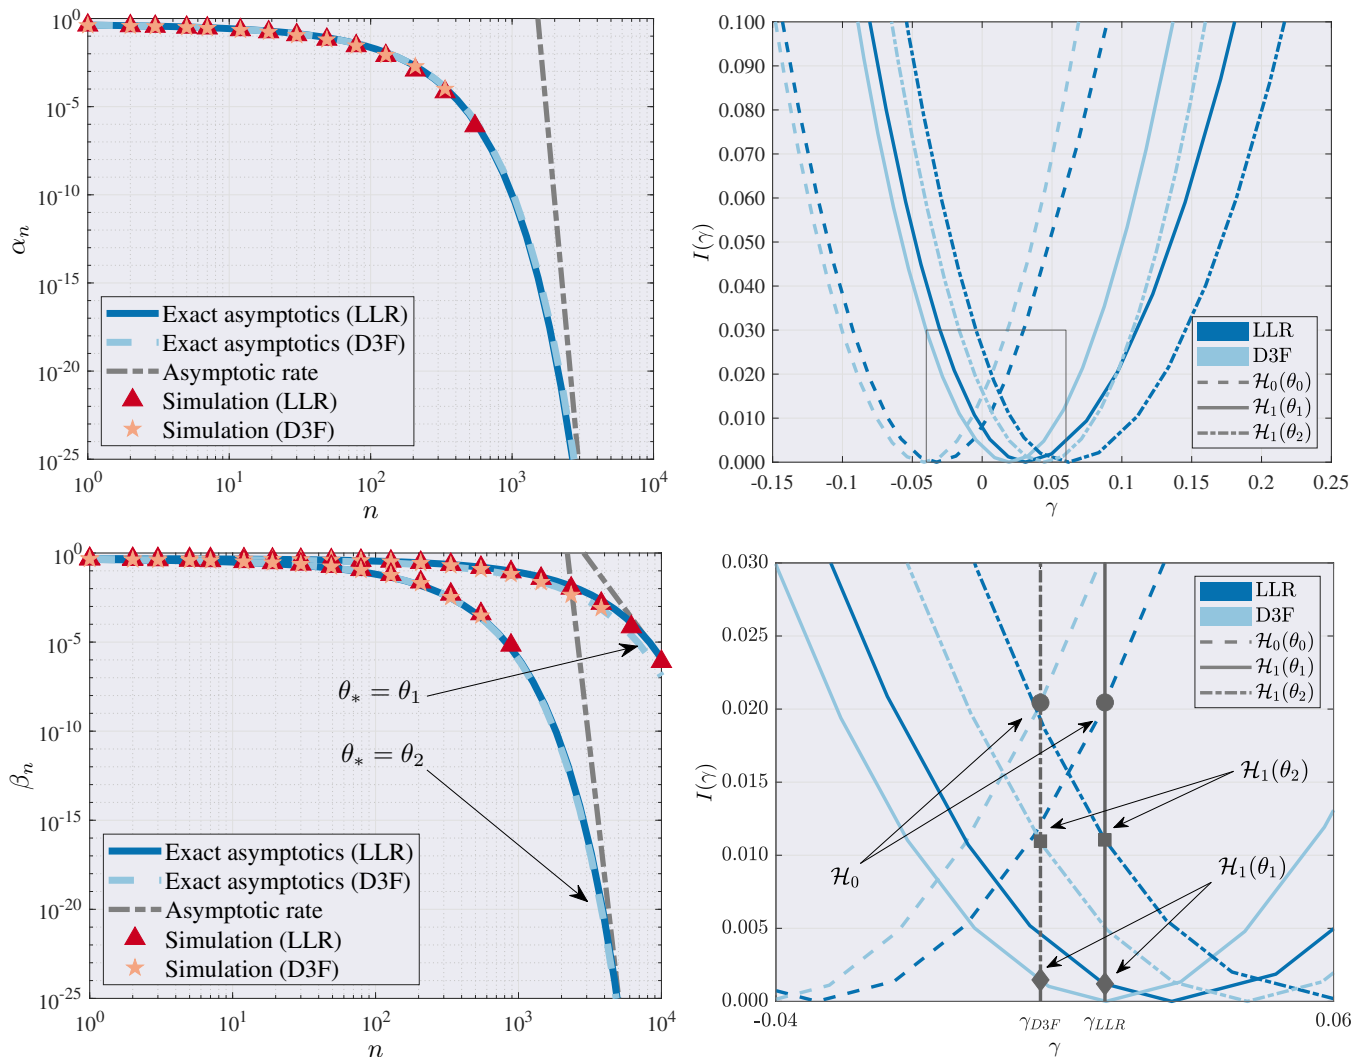 10^0
10^-5
10^-10
10^-15
10^-20
10^-25
α_n
Exact asymptotics (LLR)
Exact asymptotics (D3F)
Asymptotic rate
Simulation (LLR)
Simulation (D3F)
10^0 10^1 10^2 10^3 10^4
n
0.100
0.090
0.080
0.070
0.060
0.050
0.040
0.030
0.020
0.010
0.000
I(γ)
LLR
D3F
ℋ_0(θ_0)
ℋ_1(θ_1)
ℋ_1(θ_2)
-0.15 -0.1 -0.05 0 0.05 0.1 0.15 0.2 0.25
γ
10^0
10^-5
10^-10
10^-15
10^-20
10^-25
β_n
θ_* = θ_1
θ_* = θ_2
Exact asymptotics (LLR)
Exact asymptotics (D3F)
Asymptotic rate
Simulation (LLR)
Simulation (D3F)
10^0 10^1 10^2 10^3 10^4
n
0.030
0.025
0.020
0.015
0.010
0.005
0.000
I(γ)
LLR
D3F
ℋ_0(θ_0)
ℋ_1(θ_1)
ℋ_1(θ_2)
ℋ_1(θ_2)
ℋ_0
ℋ_1(θ_1)
-0.04 γ_D3F γ_LLR 0.06
γ